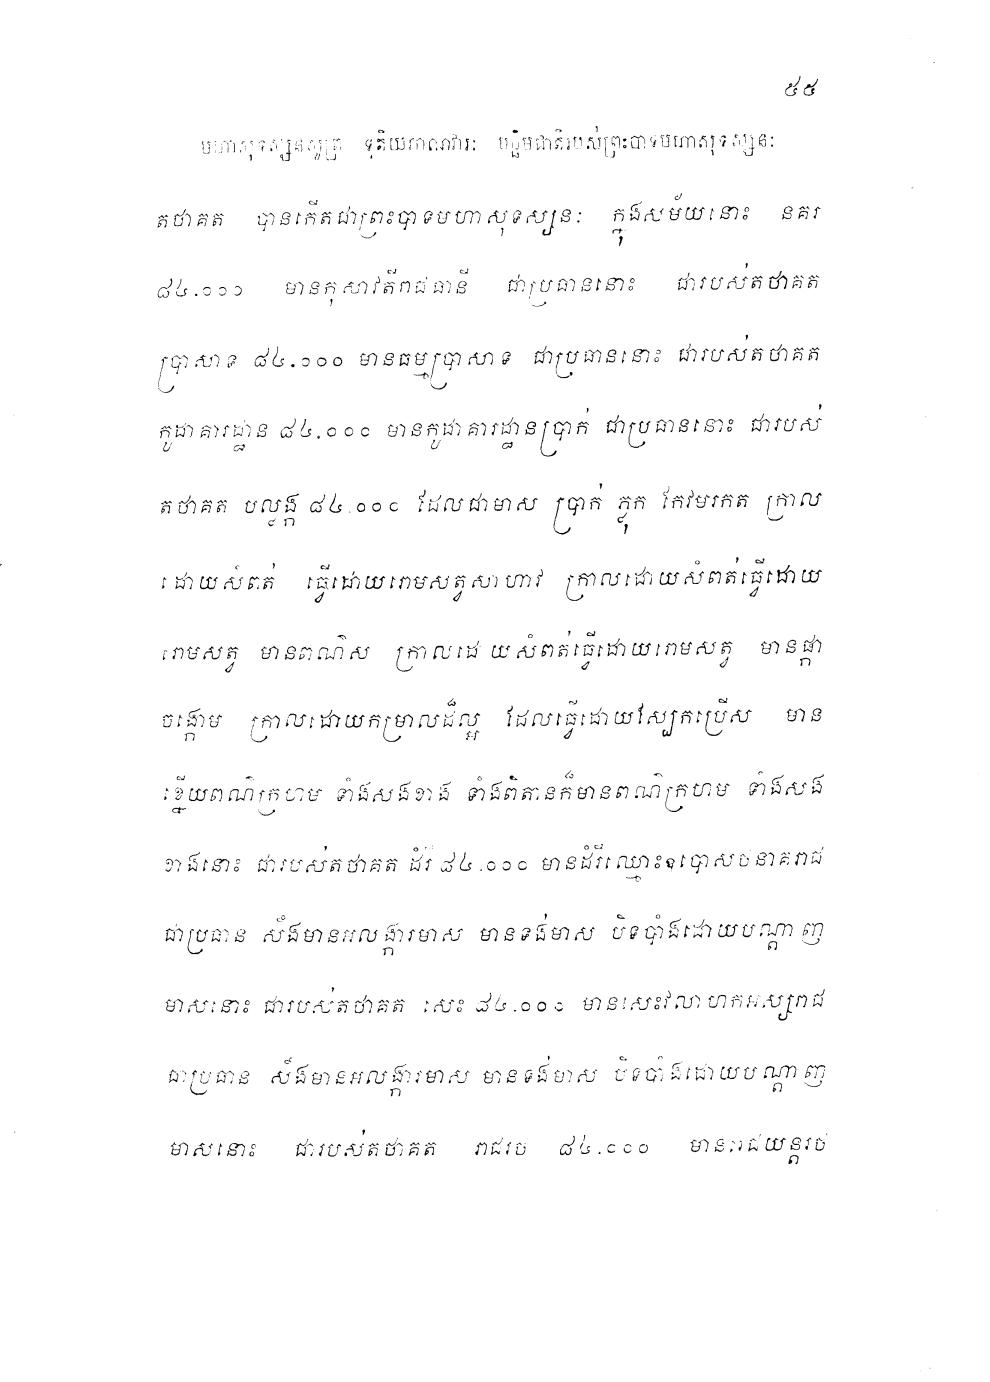 ៥៥
មហាសុទស្សនសូត្រ ទុតិយភាណវារៈ បច្ឆិមជាតិរបស់ព្រះបាទមហាសុទស្សនៈ
តថាគត បានកើតជាព្រះបាទមហាសុទស្សនៈ ក្នុងសម័យនោះ នគរ
៨៤.០០០ មានកុសាវតីរាជធានី ជាប្រធាននោះ ជារបស់តថាគត
ប្រាសាទ ៨៤.០០០ មានធម្មប្រាសាទ ជាប្រធាននោះ ជារបស់តថាគត
កូដាគារដ្ឋាន ៨៤.០០០ មានកូដាគារដ្ឋានប្រាក់ ជាប្រធាននោះ ជារបស់
តថាគត បល្ល័ង្ក ៨៤.០០០ ដែលជាមាស ប្រាក់ ភ្លុក កែវមរកត ក្រាល
ដោយសំពត់ ធ្វើដោយរោមសត្វសាហាវ ក្រាលដោយសំពត់ធ្វើដោយ
រោមសត្វ មានពណ៌ស ក្រាលដោយសំពត់ធ្វើដោយរោមសត្វ មានផ្កា
ចង្កោម ក្រាលដោយកម្រាលដ៏ល្អ ដែលធ្វើដោយស្បែកប្រើស មាន
ខ្នើយពណ៌ក្រហម ទាំងសងខាង ទាំងពិតានក៏មានពណ៌ក្រហម ទាំងសង
ខាងនោះ ជារបស់តថាគត ដំរី ៨៤.០០០ មានដំរីឈ្មោះឧបោសថនាគរាជ
ជាប្រធាន សឹងមានអលង្ការមាស មានទង់មាស បិទបាំងដោយបណ្តាញ
មាសនោះ ជារបស់តថាគត សេះ ៨៤.០០០ មានសេះវលាហកអស្សរាជ
ជាប្រធាន សឹងមានអលង្ការមាស មានទង់មាស បិទបាំងដោយបណ្តាញ
មាសនោះ ជារបស់តថាគត រាជរថ ៨៤.០០០ មានវេជយន្តរថ